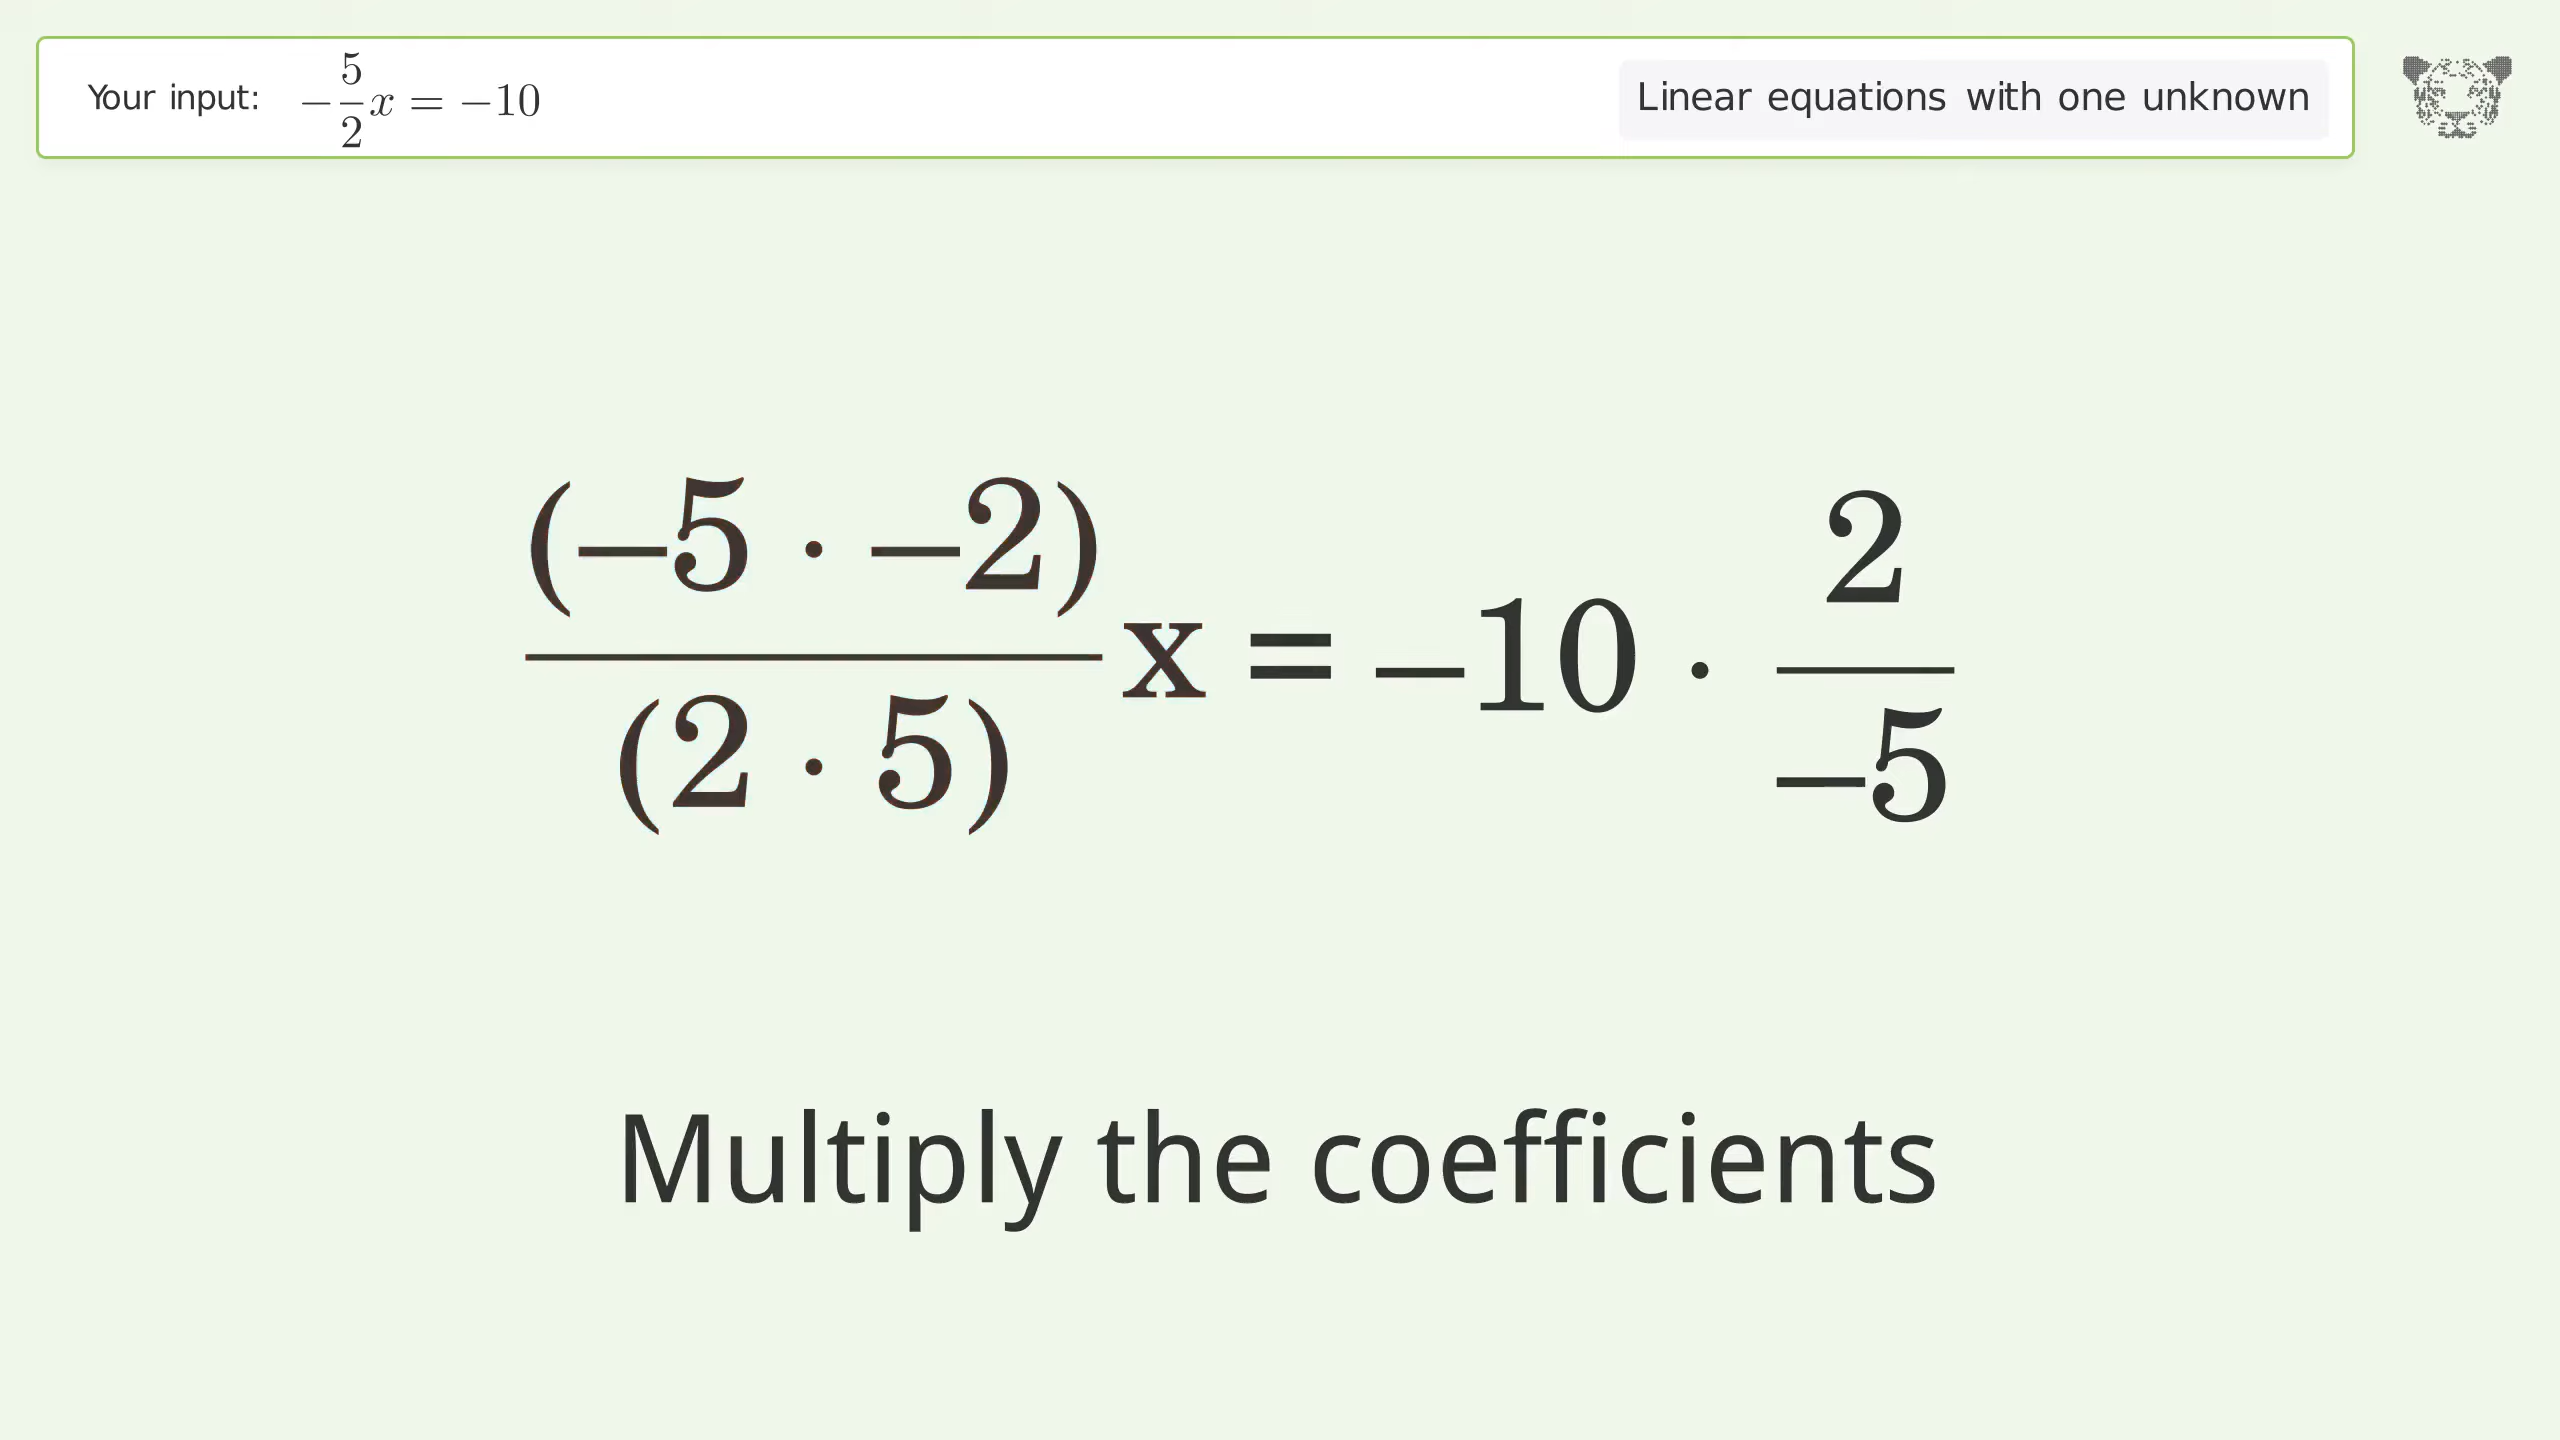 Your input: −5/2x = −10
Linear equations with one unknown
(−5 · −2)/(2 · 5)x = −10 · 2/−5
Multiply the coefficients